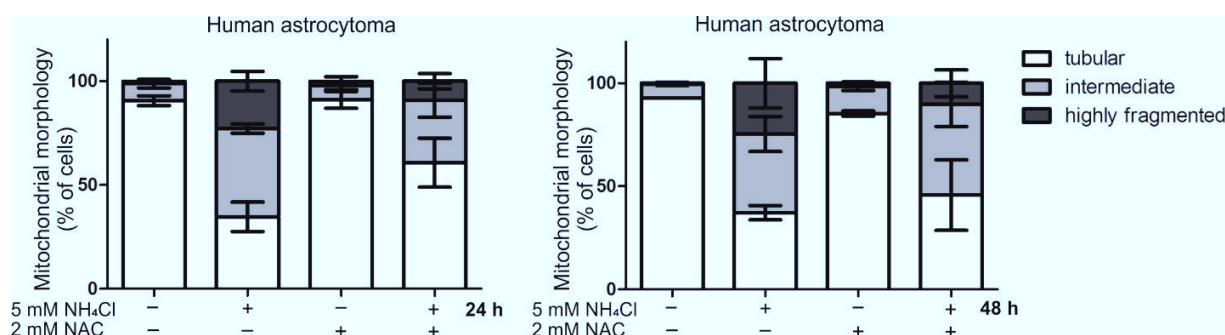 Human astrocytoma
Mitochondrial morphology
(% of cells)
100
50
0
5 mM NH₄Cl – + – + 24 h
2 mM NAC – – + +
Human astrocytoma
Mitochondrial morphology
(% of cells)
100
50
0
– + – + 48 h
– – + +
tubular
intermediate
highly fragmented
5 mM NH₄Cl
2 mM NAC